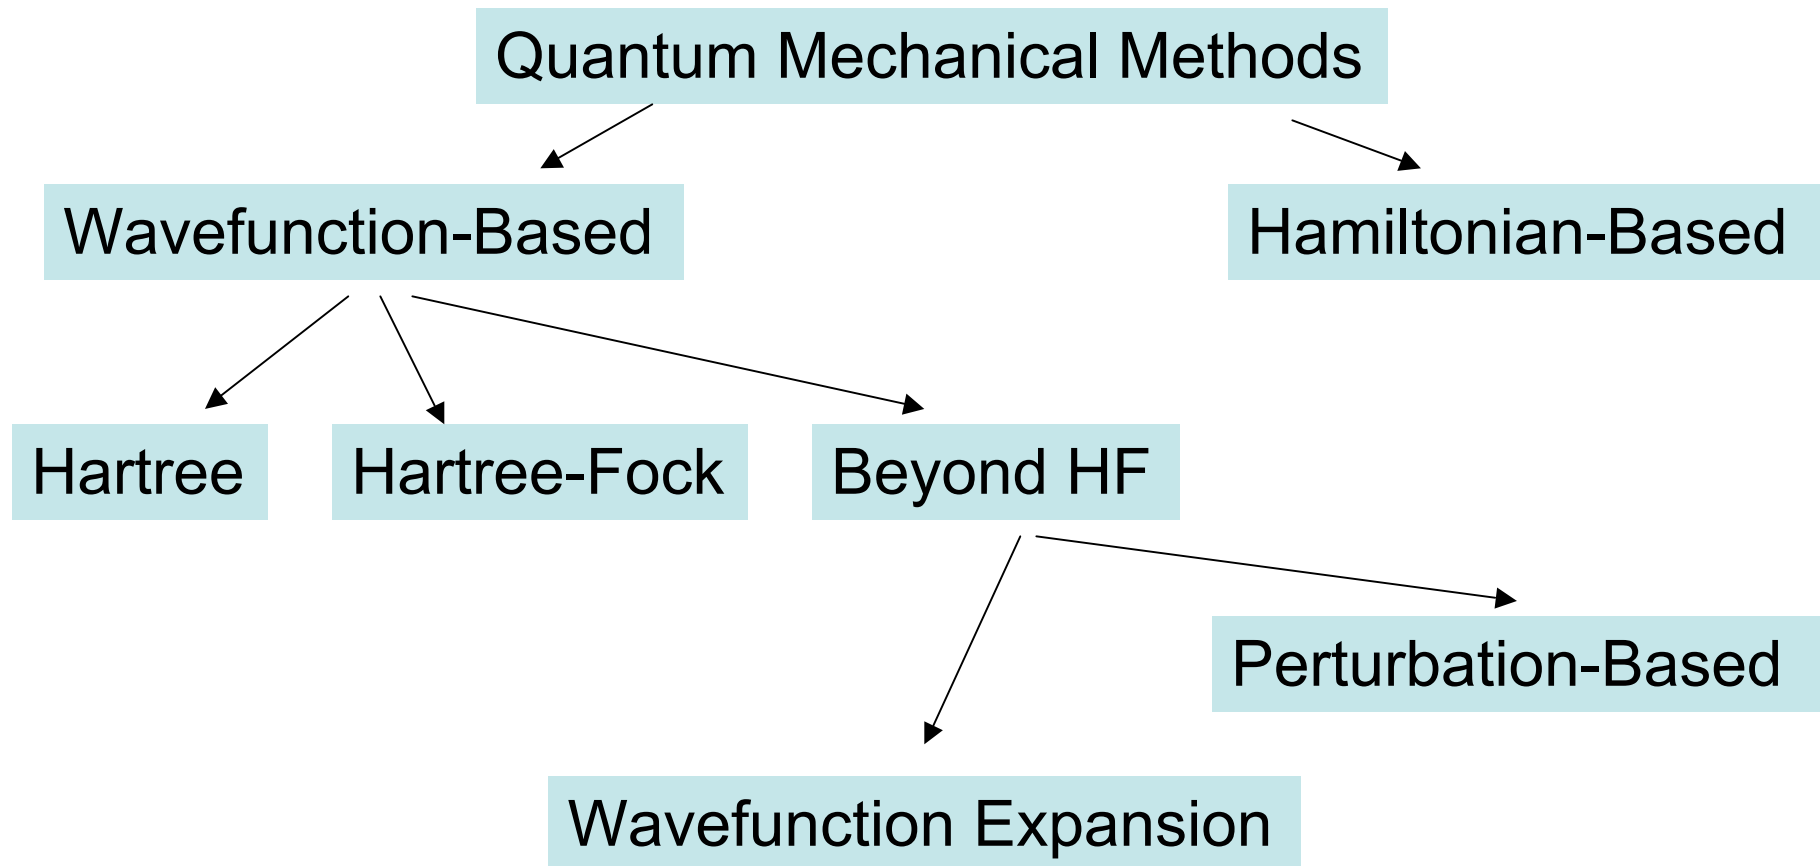 Quantum Mechanical Methods
Wavefunction-Based
Hamiltonian-Based
Hartree
Hartree-Fock
Beyond HF
Perturbation-Based
Wavefunction Expansion